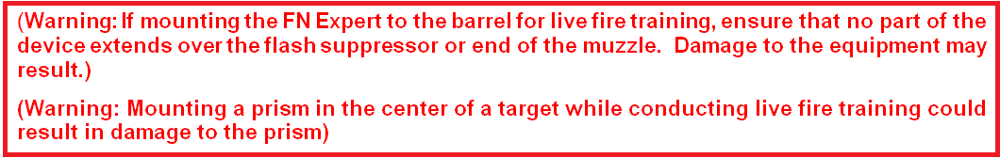 (Warning: If mounting the FN Expert to the barrel for live fire training, ensure that no part of the
device extends over the flash suppressor or end of the muzzle.  Damage to the equipment may
result.)
(Warning: Mounting a prism in the center of a target while conducting live fire training could
result in damage to the prism)